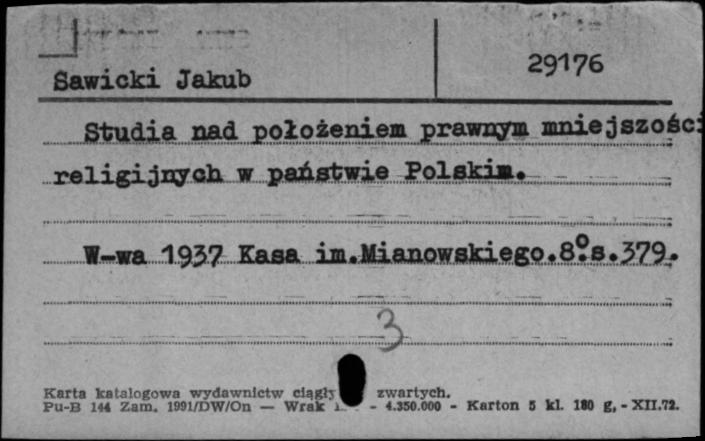 Sawicki Jakub
29176
Studia nad położeniem prawnym mniejszości
religijnych w państwie Polskim.
W-wa 1937 Kasa im.Mianowskiego.8°.s.379.
3
Karta katalogowa wydawnictw zwartych.
Pu-B 144 Zam. 1991/DW/On — Wrak - 4.350.000 - Karton 5 kl. 180 g, - XII.72.